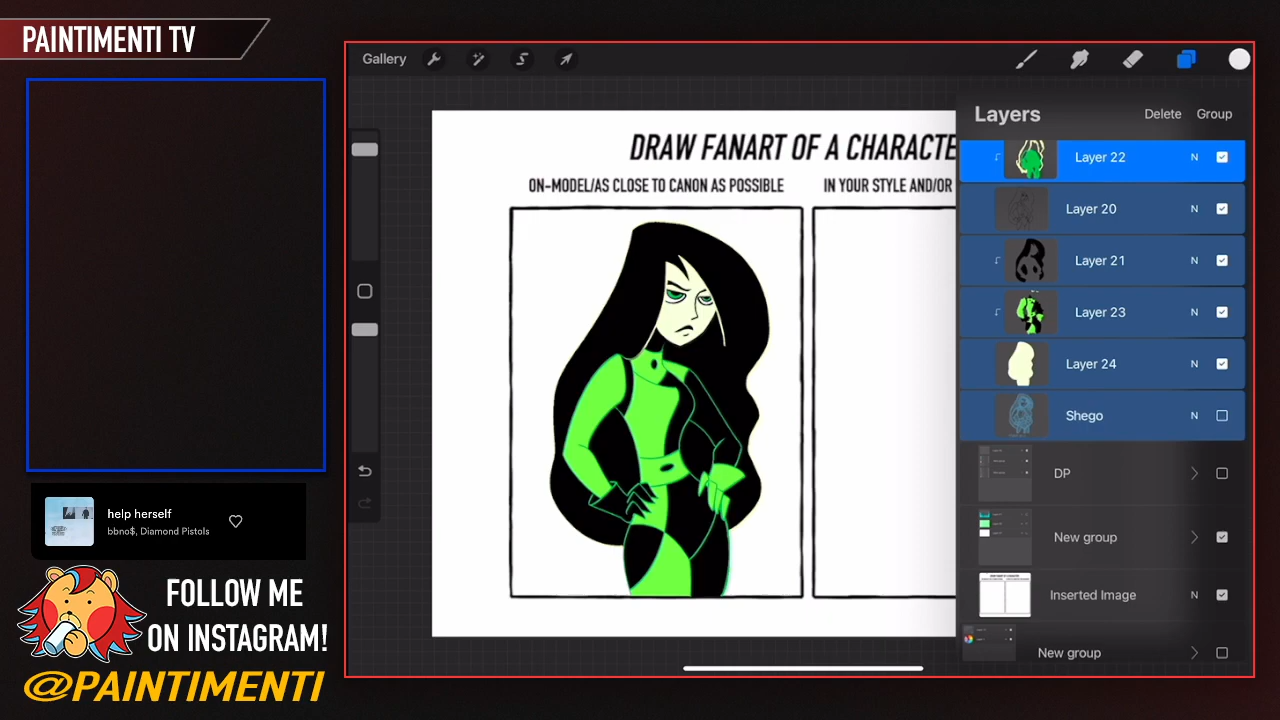 PAINTIMENTI TV
Gallery
Layers
Delete
Group
DRAW FANART OF A CHARACTE
ON-MODEL/AS CLOSE TO CANON AS POSSIBLE
IN YOUR STYLE AND/OR
Layer 22 N
Layer 20 N
Layer 21 N
Layer 23 N
Layer 24 N
Shego N
DP
New group
Inserted Image N
New group
help herself
bbno$, Diamond Pistols
FOLLOW ME
ON INSTAGRAM!
@PAINTIMENTI